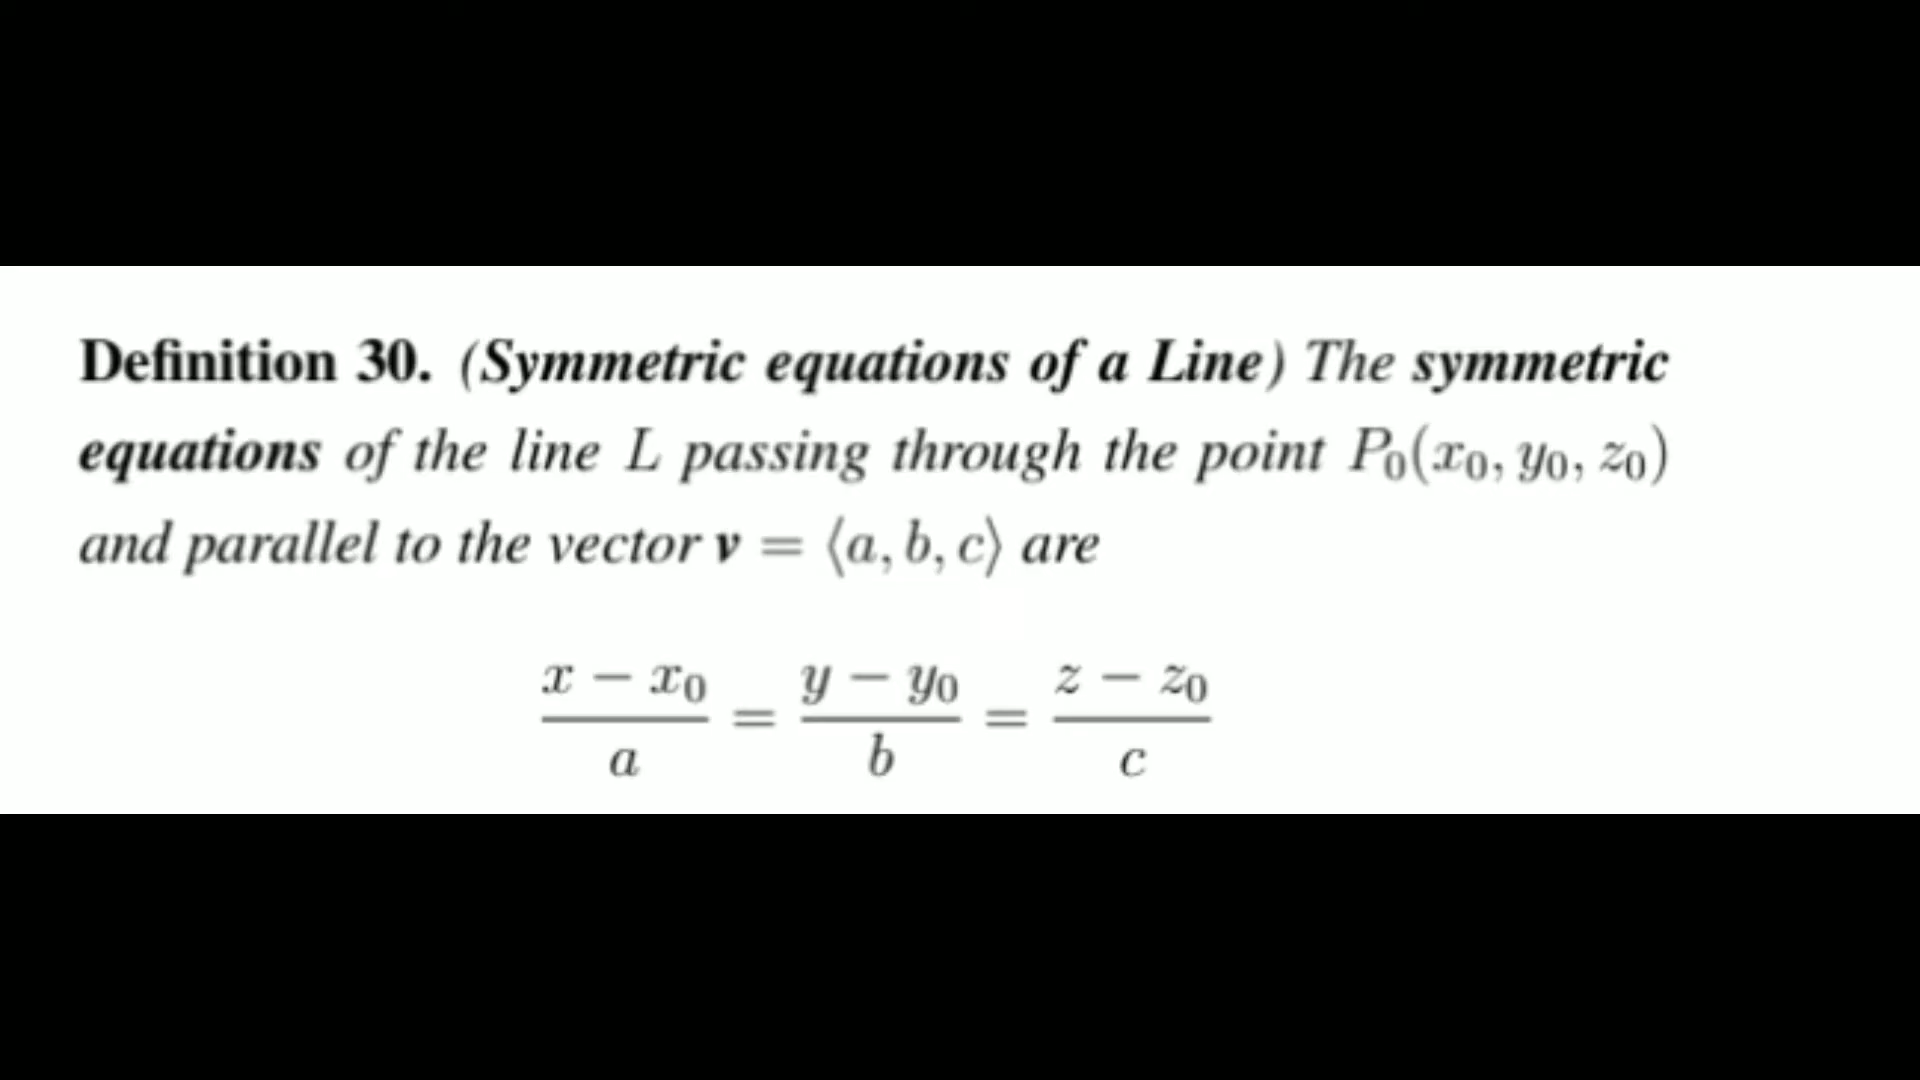 Definition 30. (Symmetric equations of a Line) The symmetric
equations of the line L passing through the point P₀(x₀, y₀, z₀)
and parallel to the vector v = ⟨a, b, c⟩ are
(x − x₀)/a = (y − y₀)/b = (z − z₀)/c